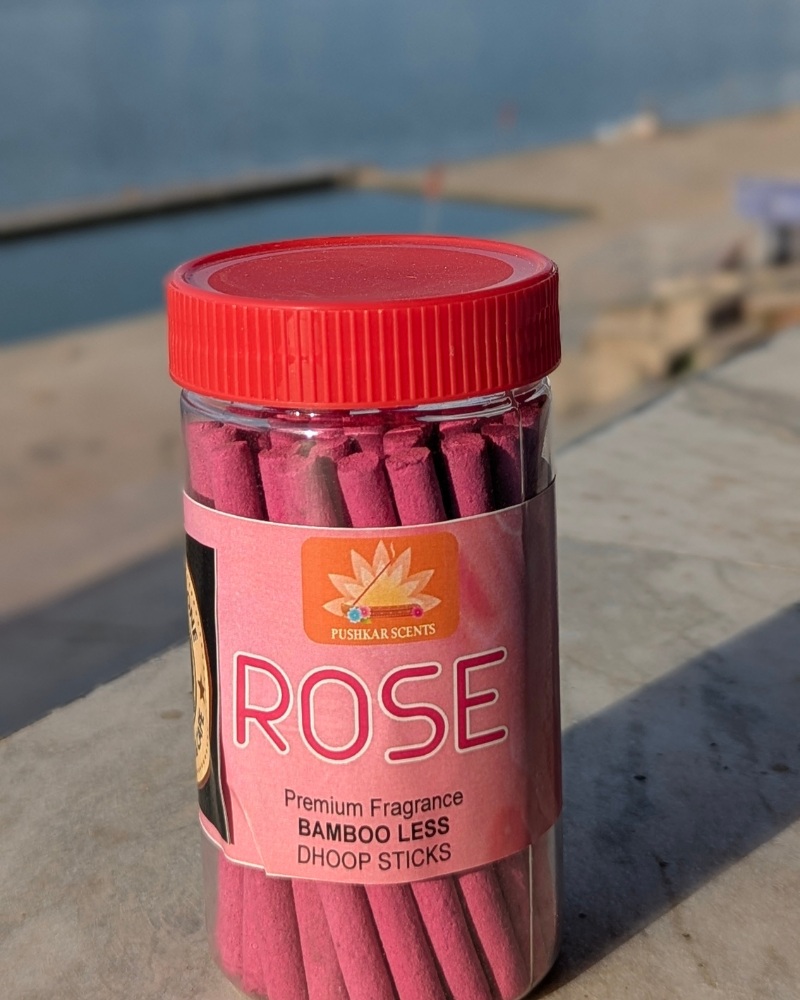 PUSHKAR SCENTS
ROSE
Premium Fragrance
BAMBOO LESS
DHOOP STICKS